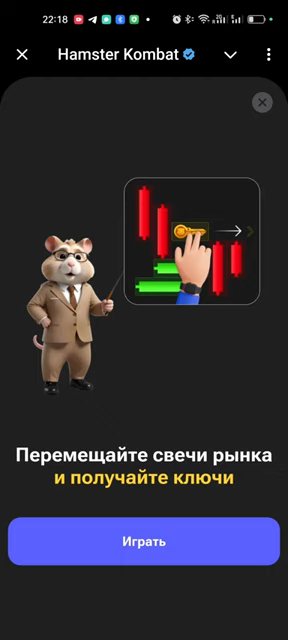 22:18
Hamster Kombat
Перемещайте свечи рынка
и получайте ключи
Играть